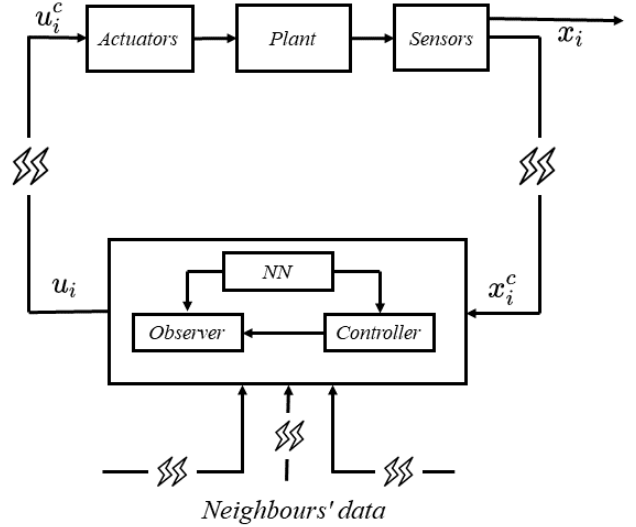 u_i^c
Actuators
Plant
Sensors
x_i
u_i
NN
x_i^c
Observer
Controller
Neighbours' data